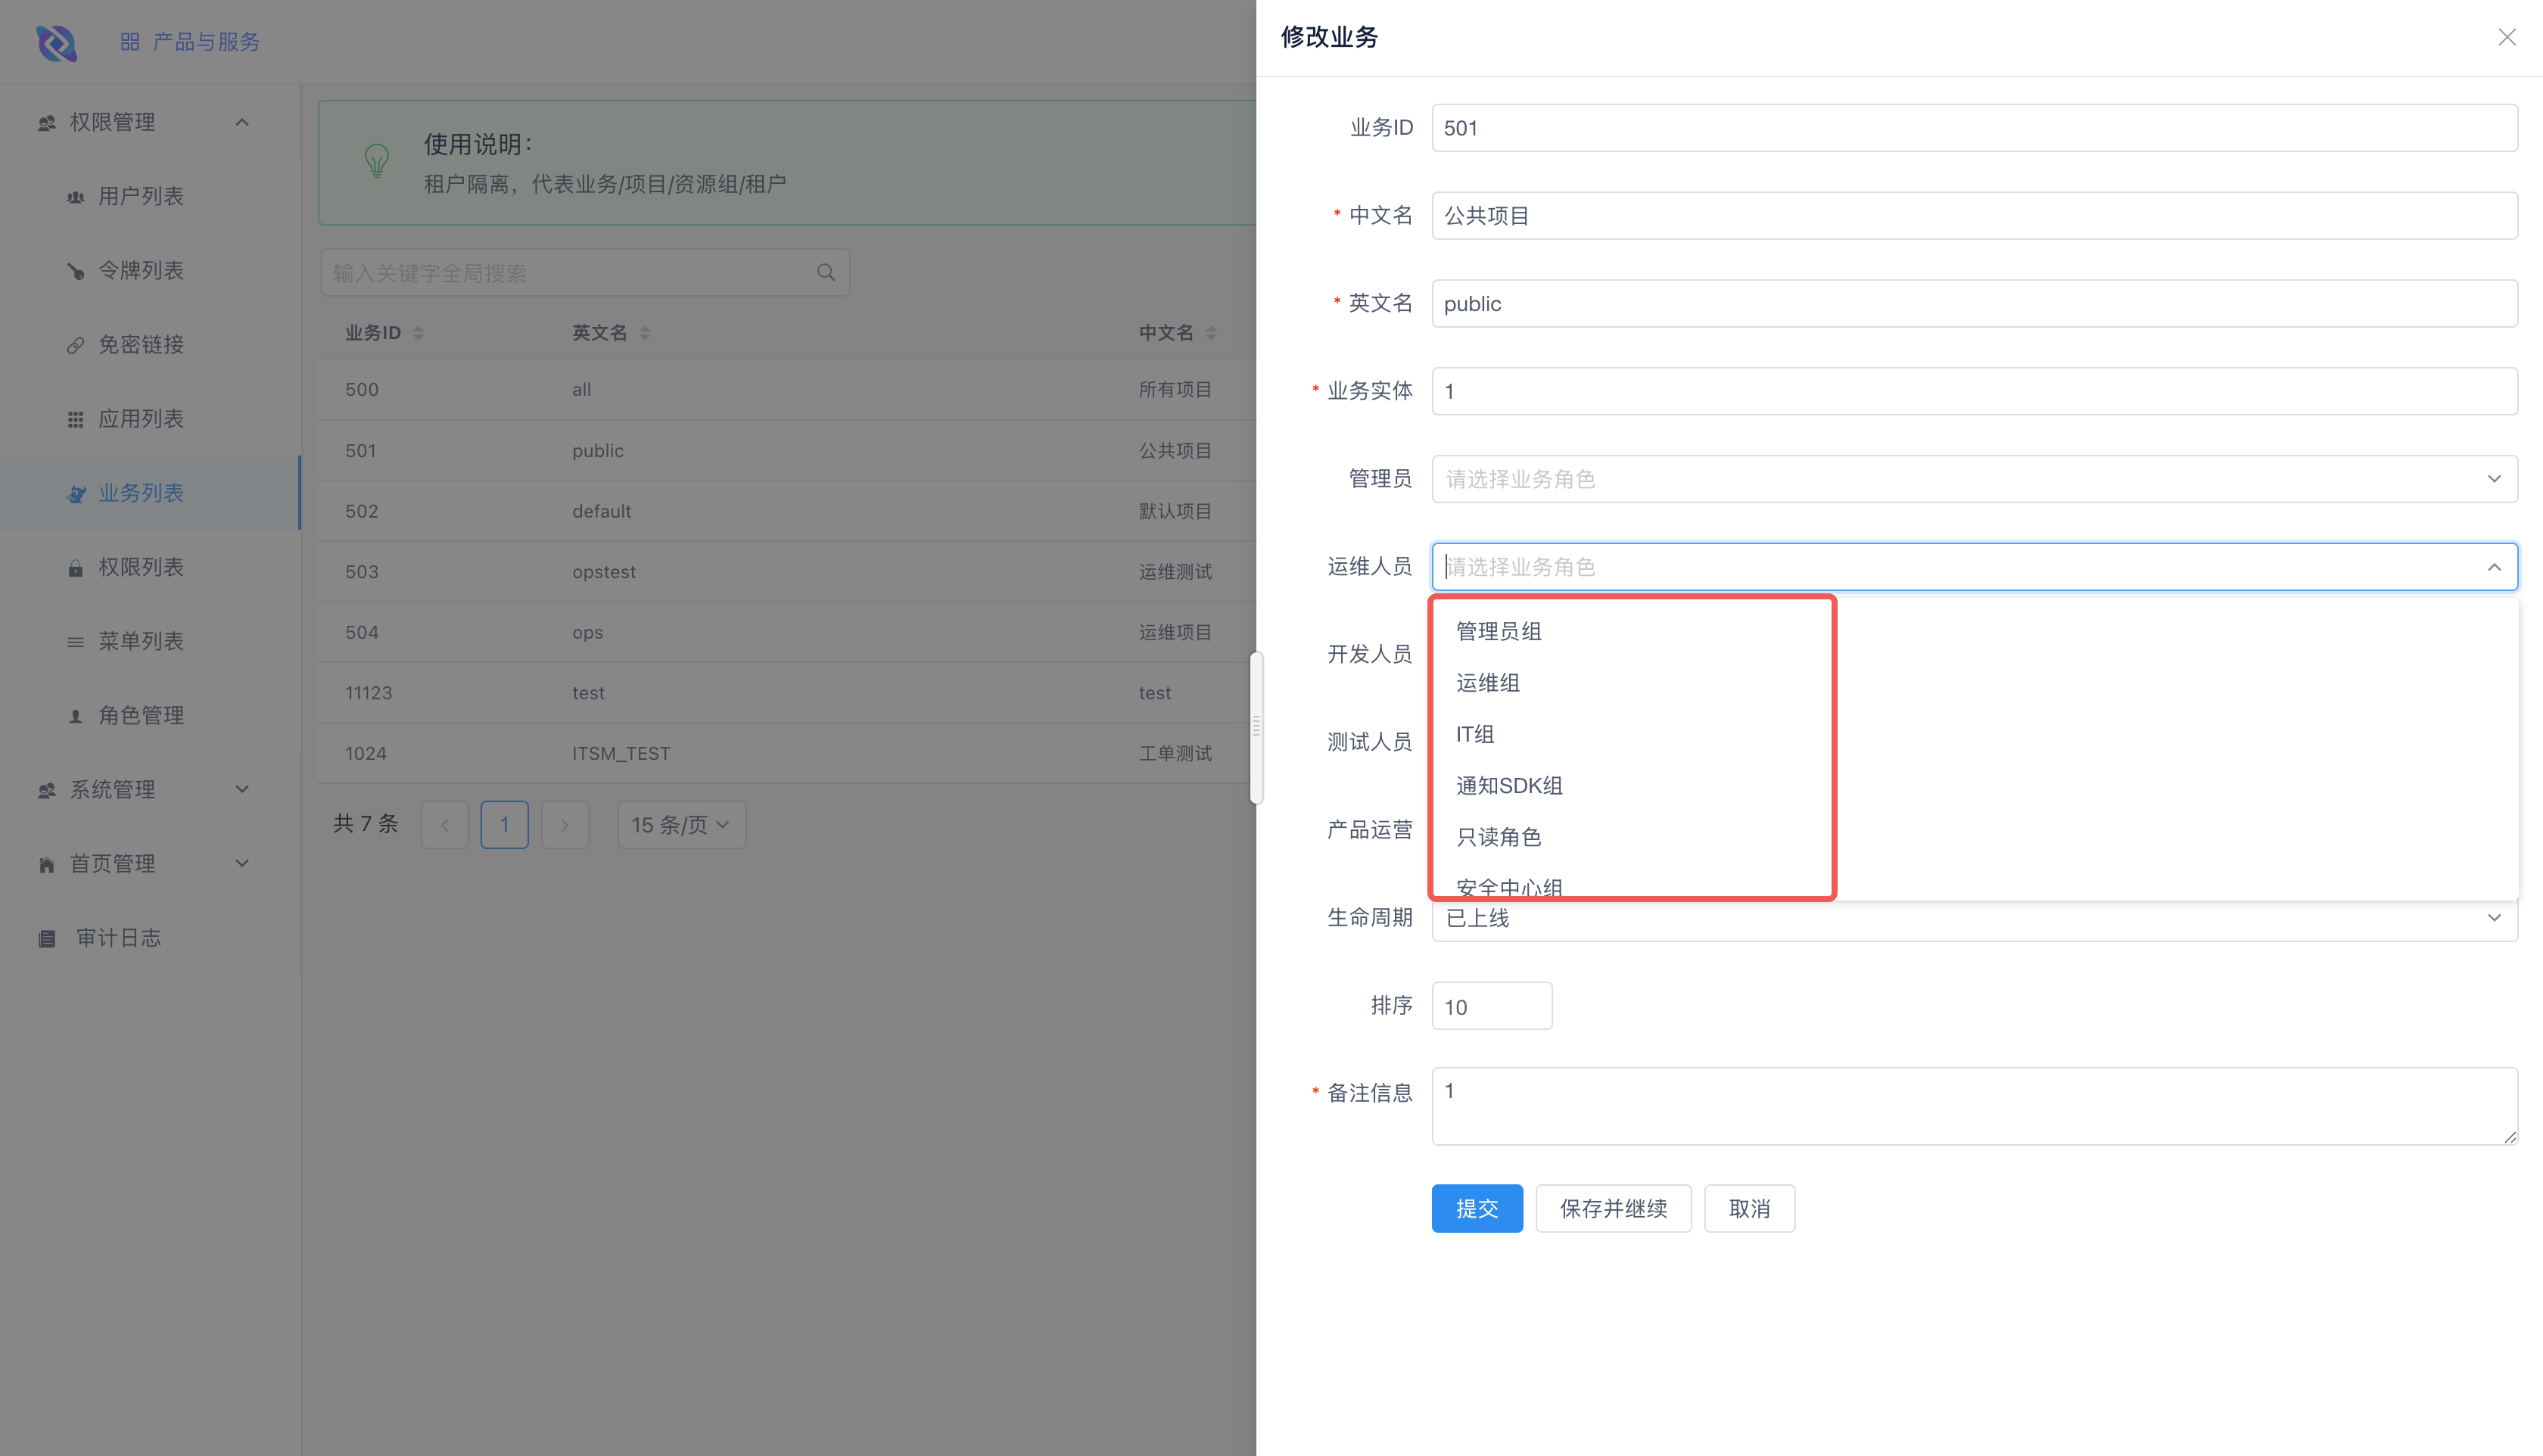 产品与服务
权限管理
用户列表
令牌列表
免密链接
应用列表
业务列表
权限列表
菜单列表
角色管理
系统管理
首页管理
审计日志
使用说明：
租户隔离，代表业务/项目/资源组/租户
输入关键字全局搜索
业务ID 英文名 中文名
500 all 所有项目
501 public 公共项目
502 default 默认项目
503 opstest 运维测试
504 ops 运维项目
11123 test test
1024 ITSM_TEST 工单测试
共 7 条 1 15 条/页
修改业务
业务ID 501
* 中文名 公共项目
* 英文名 public
* 业务实体 1
管理员 请选择业务角色
运维人员 请选择业务角色
管理员组
运维组
IT组
通知SDK组
只读角色
安全中心组
开发人员
测试人员
产品运营
生命周期 已上线
排序 10
* 备注信息 1
提交 保存并继续 取消